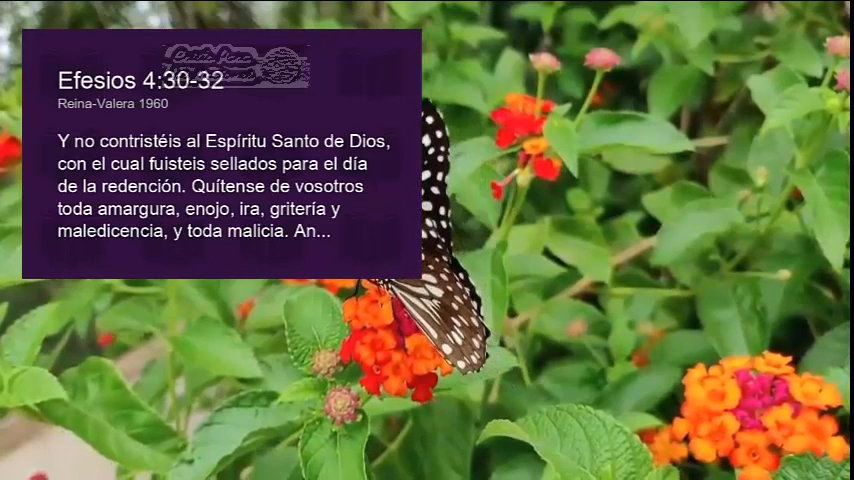 Efesios 4:30-32
Reina-Valera 1960
Y no contristéis al Espíritu Santo de Dios,
con el cual fuisteis sellados para el día
de la redención. Quítense de vosotros
toda amargura, enojo, ira, gritería y
maledicencia, y toda malicia. An...